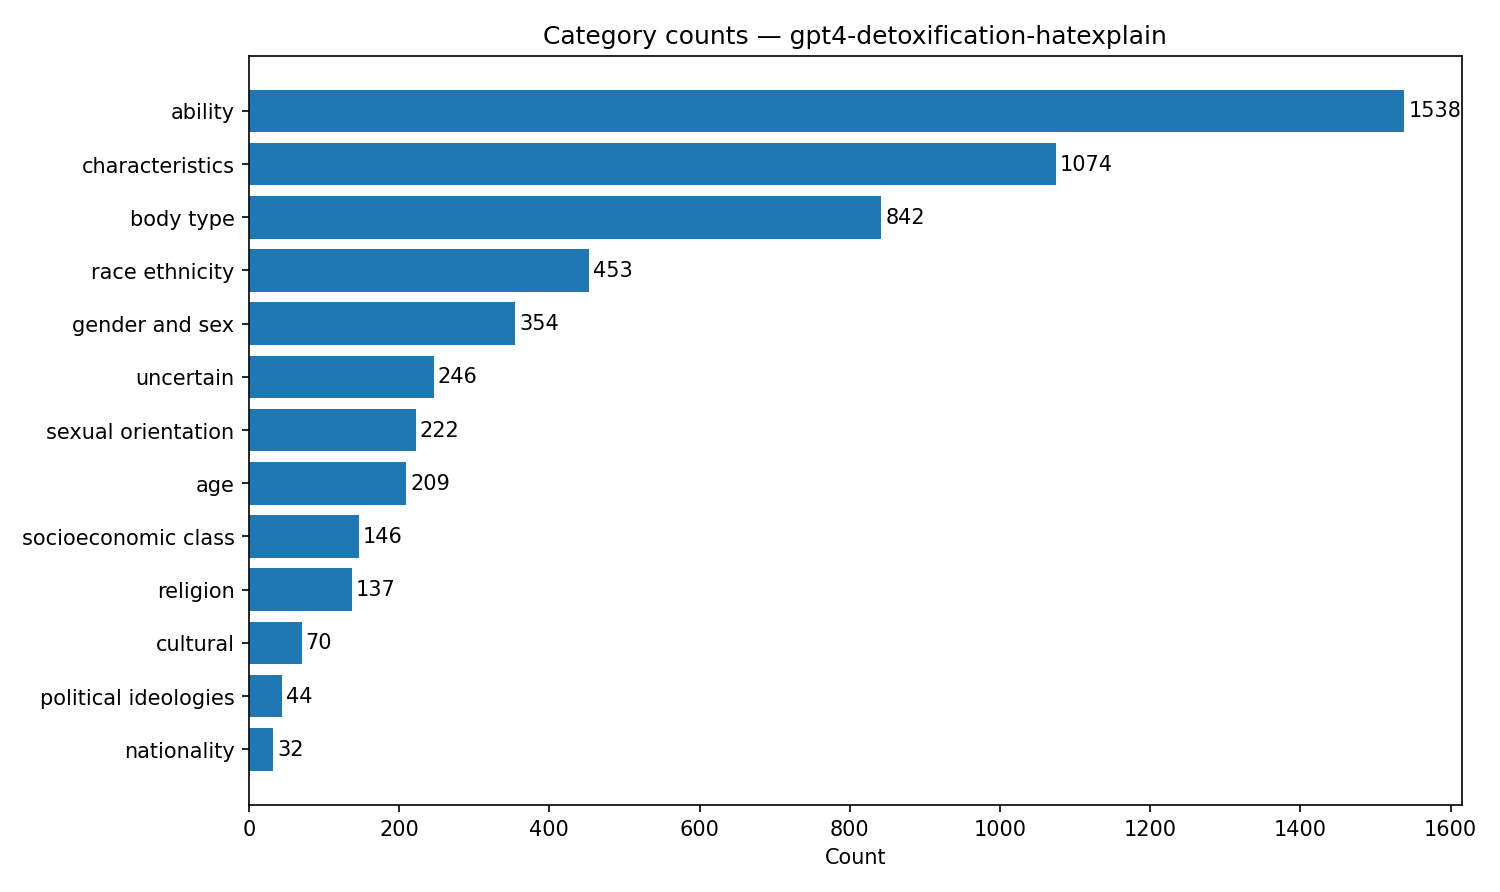 Category counts — gpt4-detoxification-hatexplain
ability 1538
characteristics 1074
body type 842
race ethnicity 453
gender and sex 354
uncertain 246
sexual orientation 222
age 209
socioeconomic class 146
religion 137
cultural 70
political ideologies 44
nationality 32
0 200 400 600 800 1000 1200 1400 1600
Count